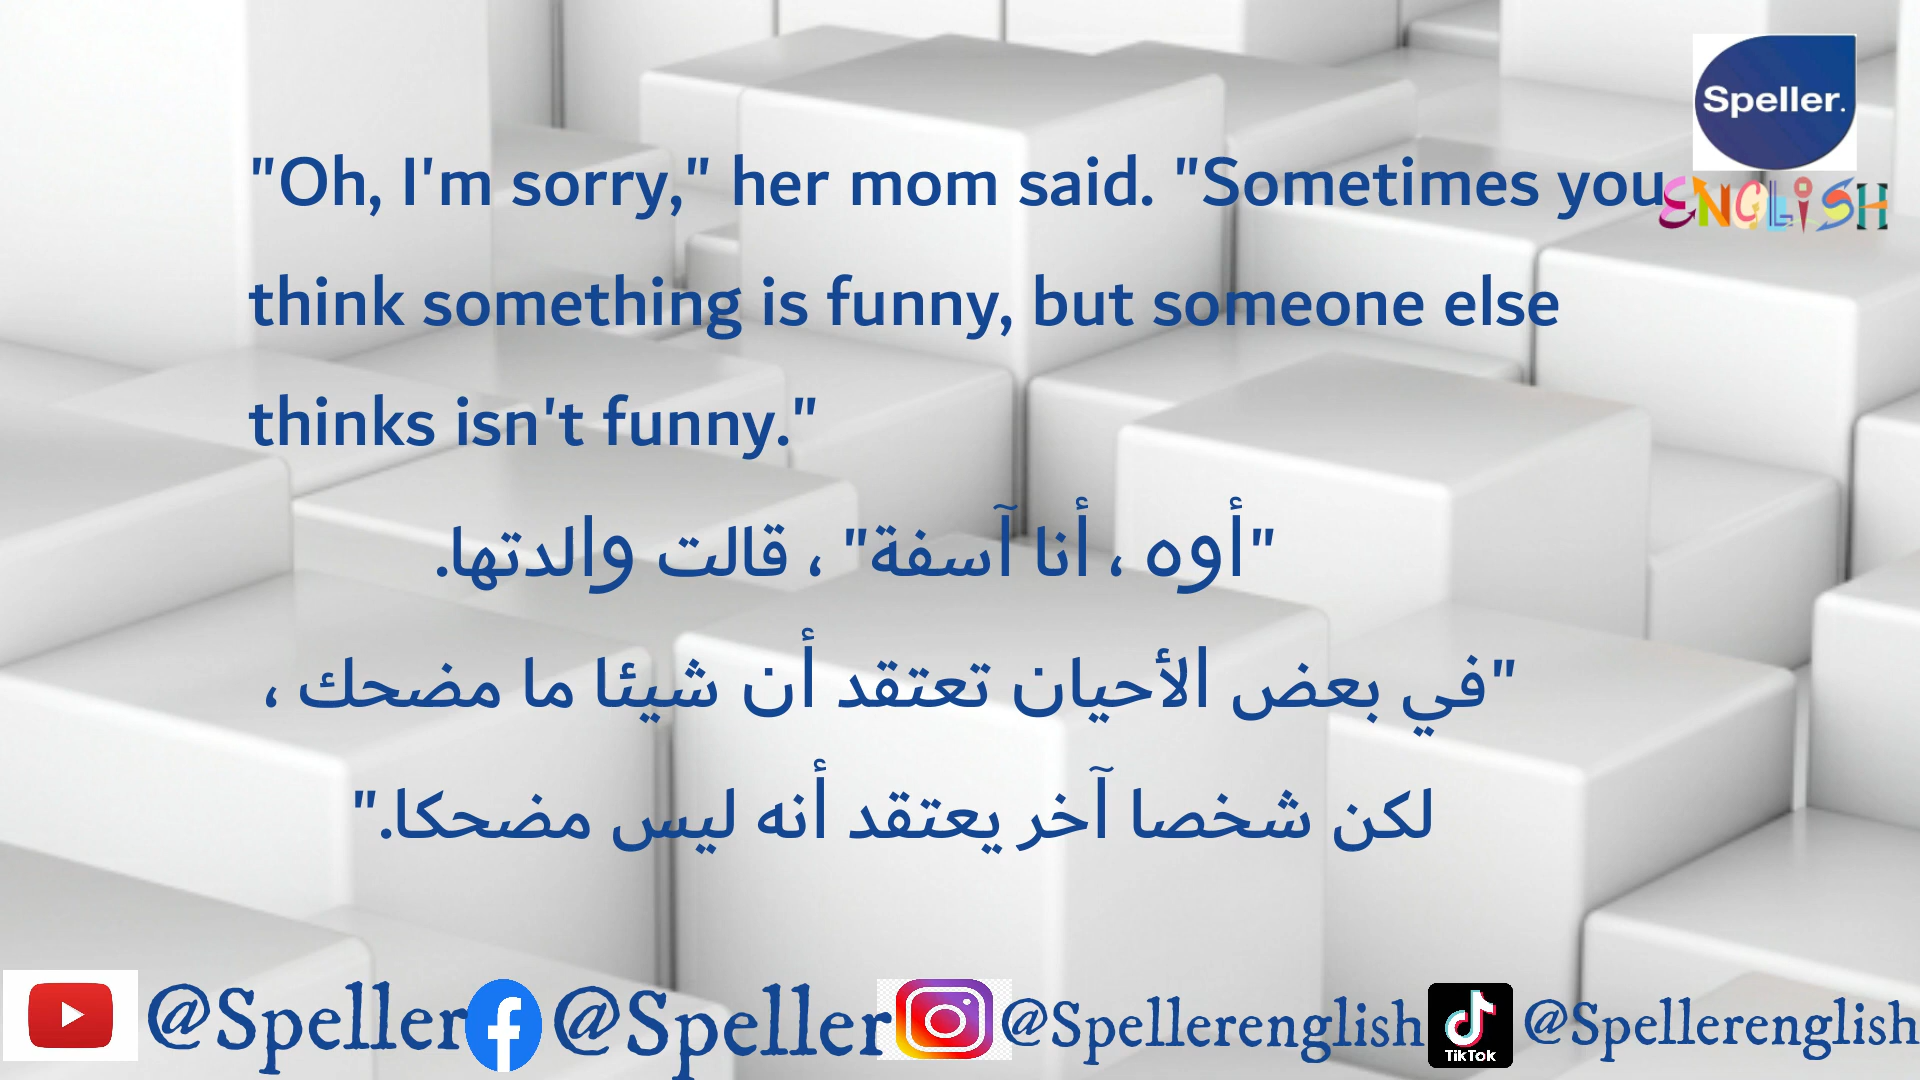 Speller.
"Oh, I'm sorry," her mom said. "Sometimes you
ENGLISH
think something is funny, but someone else
thinks isn't funny."
"أوه ، أنا آسفة" ، قالت والدتها.
"في بعض الأحيان تعتقد أن شيئا ما مضحك ،
لكن شخصا آخر يعتقد أنه ليس مضحكا."
@Speller @Speller @Spellerenglish TikTok @Spellerenglish